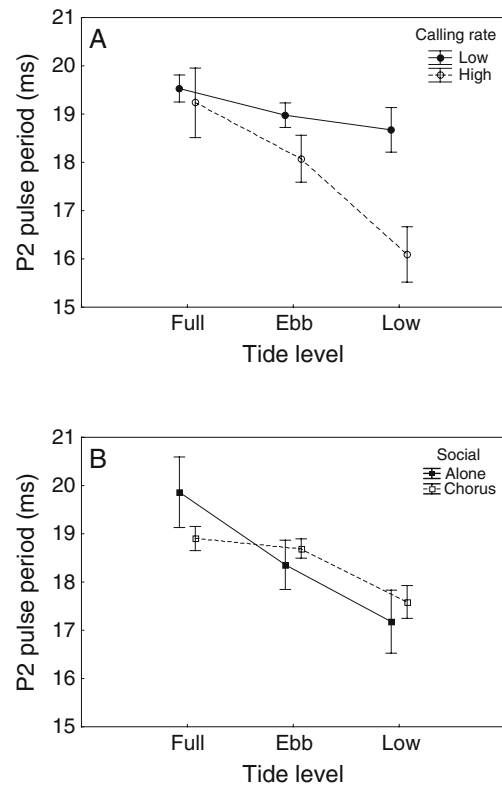 A
Calling rate
Low
High
21
20
19
18
17
16
15
P2 pulse period (ms)
Full Ebb Low
Tide level
B
Social
Alone
Chorus
21
20
19
18
17
16
15
P2 pulse period (ms)
Full Ebb Low
Tide level